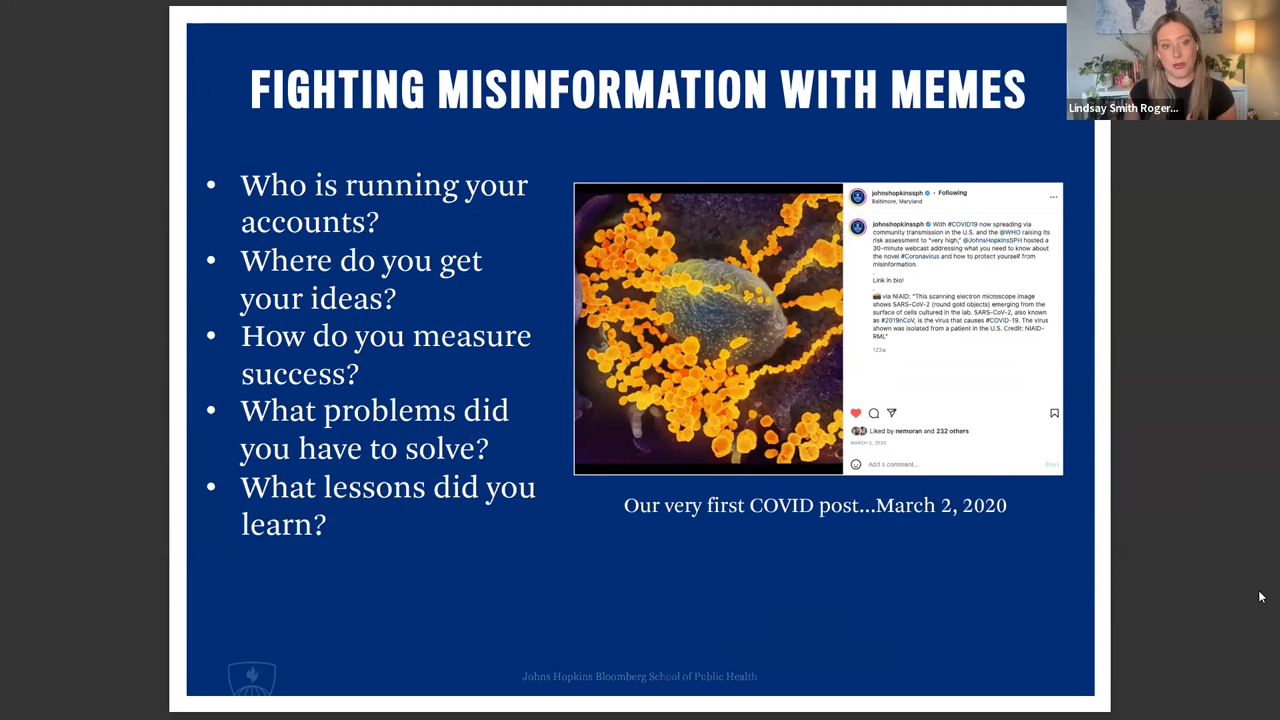 FIGHTING MISINFORMATION WITH MEMES
Lindsay Smith Roger...
• Who is running your
accounts?
• Where do you get
your ideas?
• How do you measure
success?
• What problems did
you have to solve?
• What lessons did you
learn?
johnshopkinssph • Following
Baltimore, Maryland
johnshopkinssph With #COVID19 now spreading via
community transmission in the U.S. and the @WHO raising its
risk assessment to "very high," @JohnsHopkinsSPH hosted a
30-minute webcast addressing what you need to know about
the novel #Coronavirus and how to protect yourself from
misinformation.
.
Link in bio!
.
via NIAID: "This scanning electron microscope image
shows SARS-CoV-2 (round gold objects) emerging from the
surface of cells cultured in the lab. SARS-CoV-2, also known
as #2019nCoV, is the virus that causes #COVID-19. The virus
shown was isolated from a patient in the U.S. Credit: NIAID-
RML"
123w
Liked by nemoran and 232 others
MARCH 2, 2020
Add a comment...
Post
Our very first COVID post...March 2, 2020
Johns Hopkins Bloomberg School of Public Health